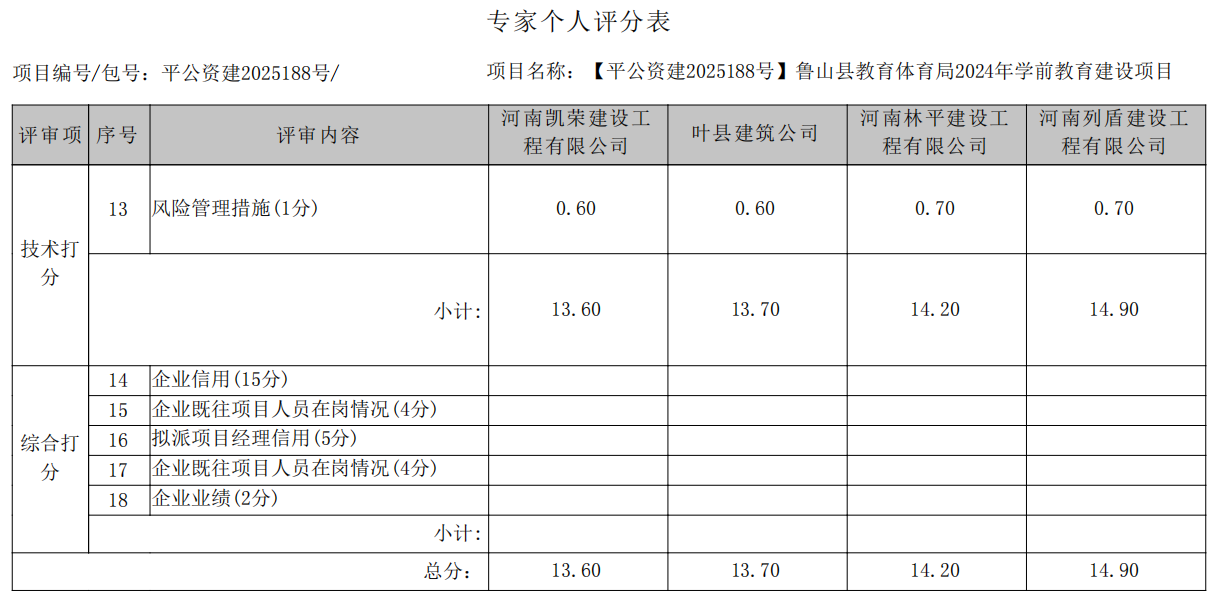 专家个人评分表
项目编号/包号：平公资建2025188号/ 项目名称：【平公资建2025188号】鲁山县教育体育局2024年学前教育建设项目
评审项 序号 评审内容 河南凯荣建设工程有限公司 叶县建筑公司 河南林平建设工程有限公司 河南列盾建设工程有限公司
技术打分
13 风险管理措施(1分) 0.60 0.60 0.70 0.70
小计: 13.60 13.70 14.20 14.90
综合打分
14 企业信用(15分)
15 企业既往项目人员在岗情况(4分)
16 拟派项目经理信用(5分)
17 企业既往项目人员在岗情况(4分)
18 企业业绩(2分)
小计:
总分: 13.60 13.70 14.20 14.90